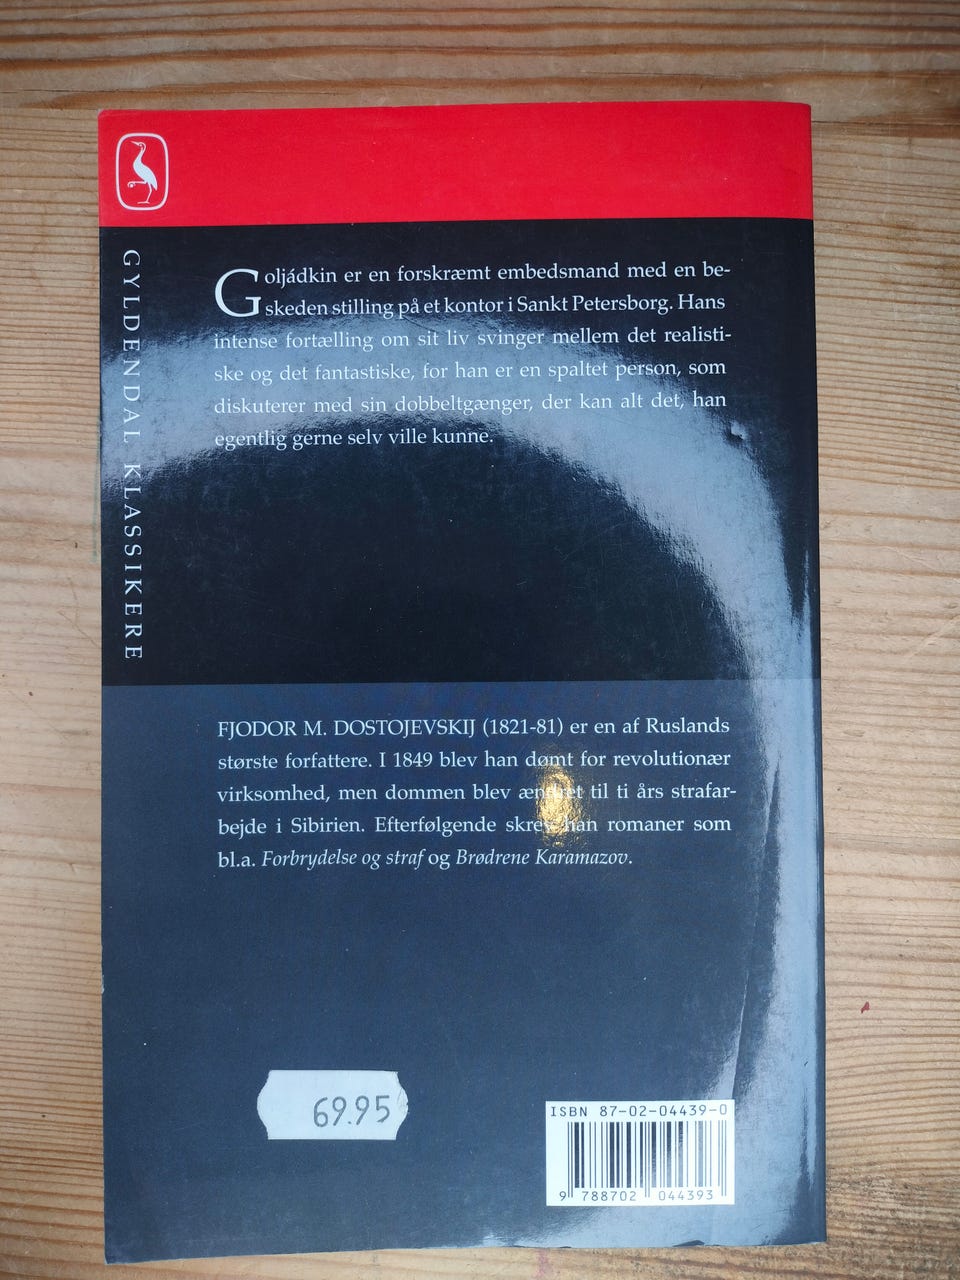 GYLDENDAL KLASSIKERE
Goljádkin er en forskræmt embedsmand med en be-
skeden stilling på et kontor i Sankt Petersborg. Hans
intense fortælling om sit liv svinger mellem det realisti-
ske og det fantastiske, for han er en spaltet person, som
diskuterer med sin dobbeltgænger, der kan alt det, han
egentlig gerne selv ville kunne.
FJODOR M. DOSTOJEVSKIJ (1821-81) er en af Ruslands
største forfattere. I 1849 blev han dømt for revolutionær
virksomhed, men dommen blev ændret til ti års strafar-
bejde i Sibirien. Efterfølgende skrev han romaner som
bl.a. Forbrydelse og straf og Brødrene Karamazov.
69.95
ISBN 87-02-04439-0
9 788702 044393